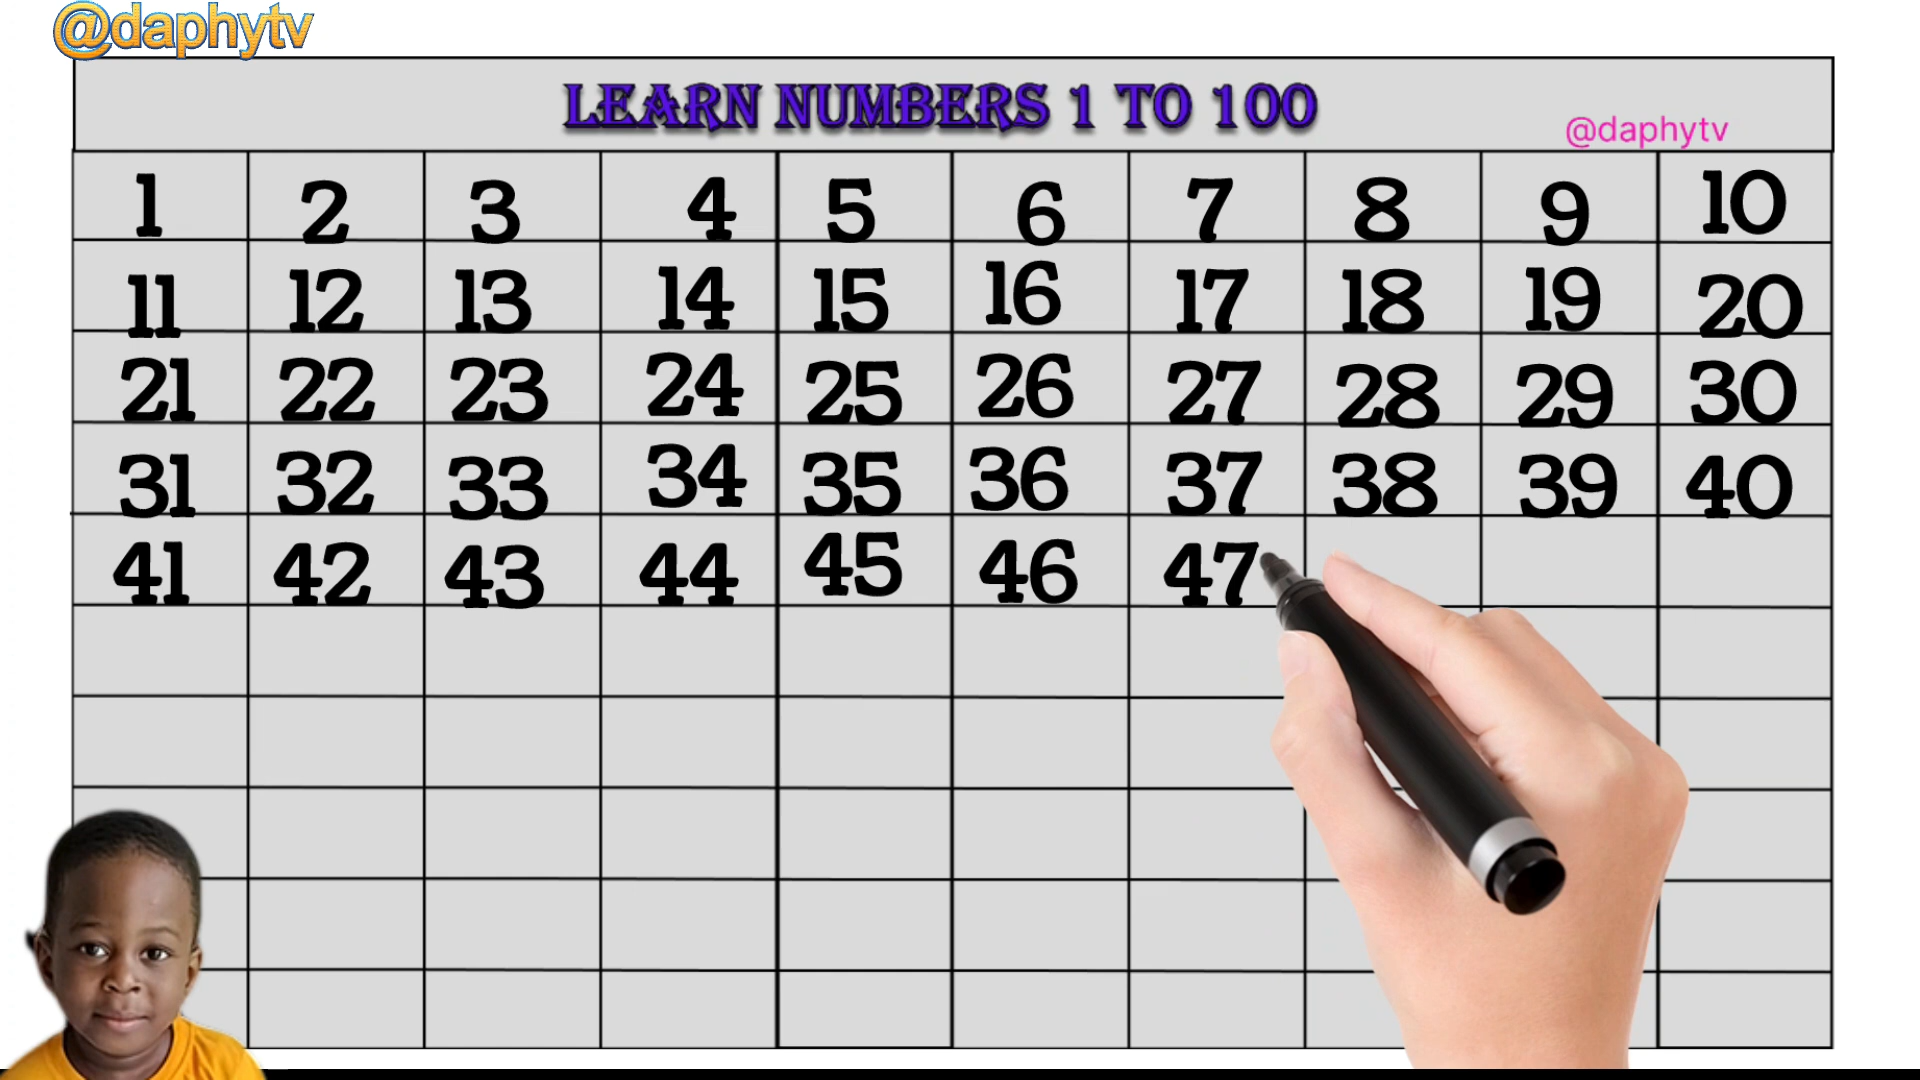 @daphytv
LEARN NUMBERS 1 TO 100
@daphytv
1 2 3 4 5 6 7 8 9 10
11 12 13 14 15 16 17 18 19 20
21 22 23 24 25 26 27 28 29 30
31 32 33 34 35 36 37 38 39 40
41 42 43 44 45 46 47